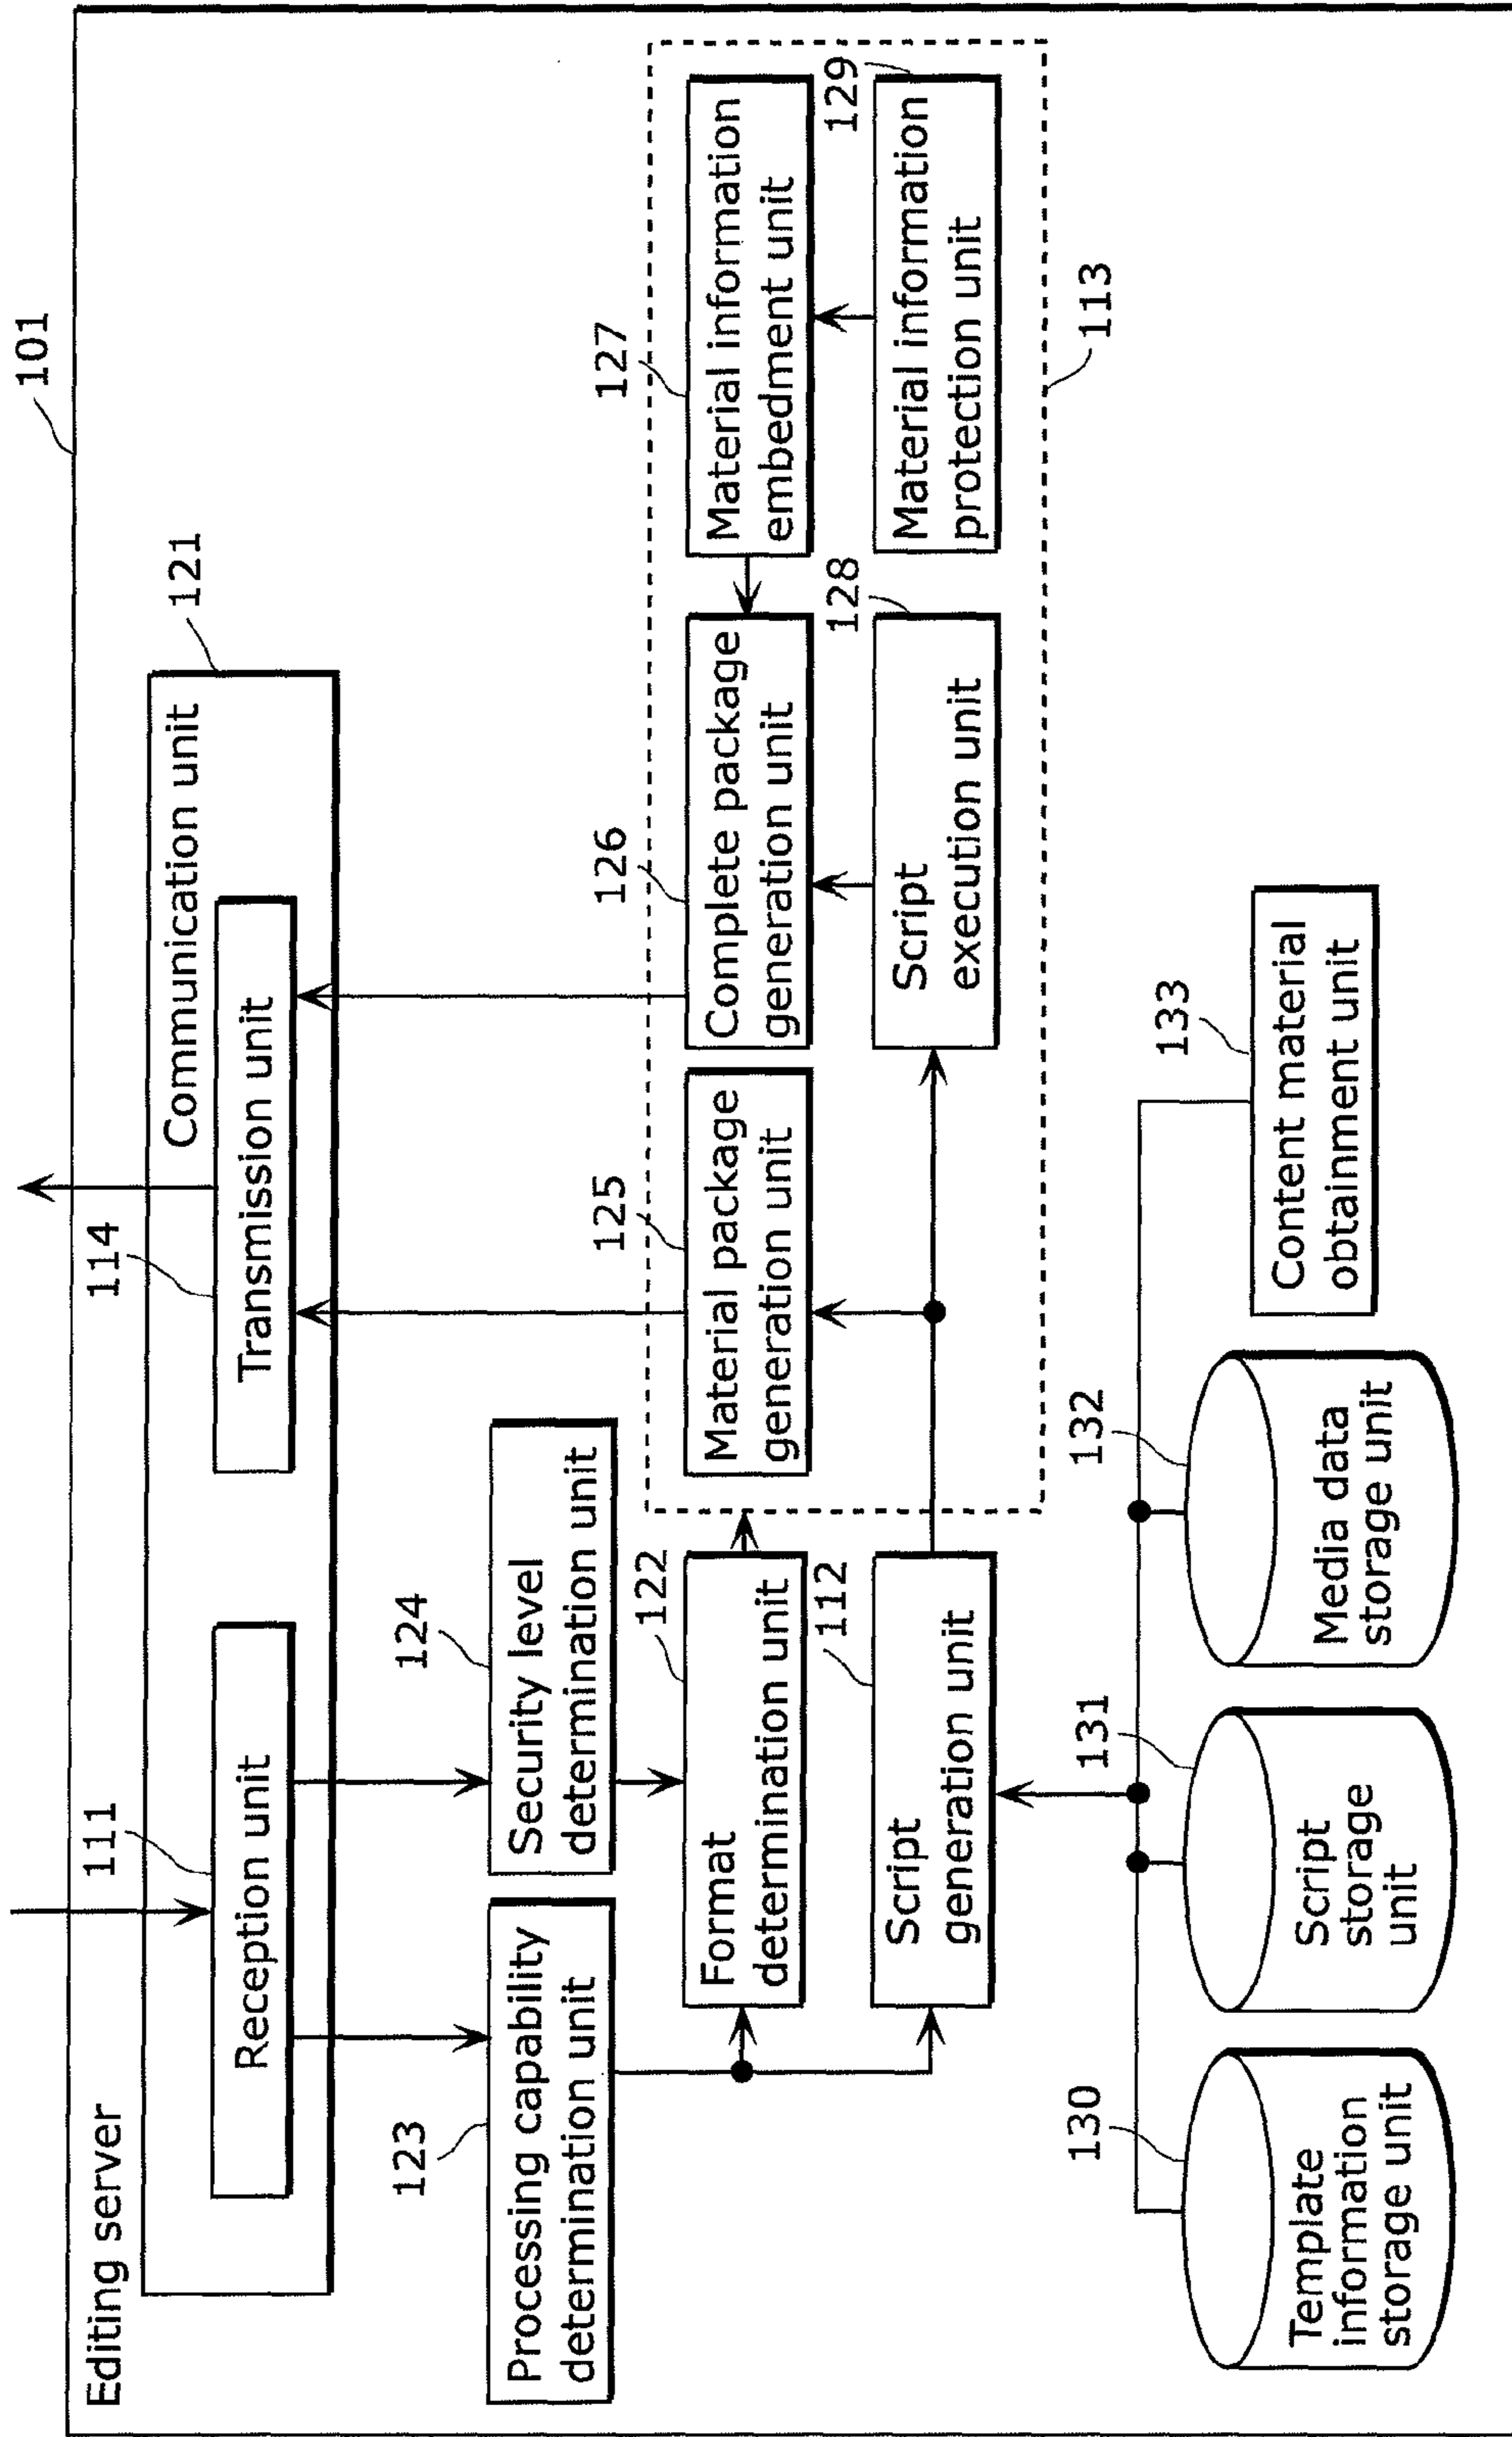 101
Editing server
Communication unit
121
111
Reception unit
114
Transmission unit
123
Processing capability
determination unit
124
Security level
determination unit
122
Format
determination unit
112
Script
generation unit
125
Material package
generation unit
126
Complete package
generation unit
127
Material information
embedment unit
128
Script
execution unit
129
Material information
protection unit
113
130
Template
information
storage unit
131
Script
storage
unit
132
Media data
storage unit
133
Content material
obtainment unit